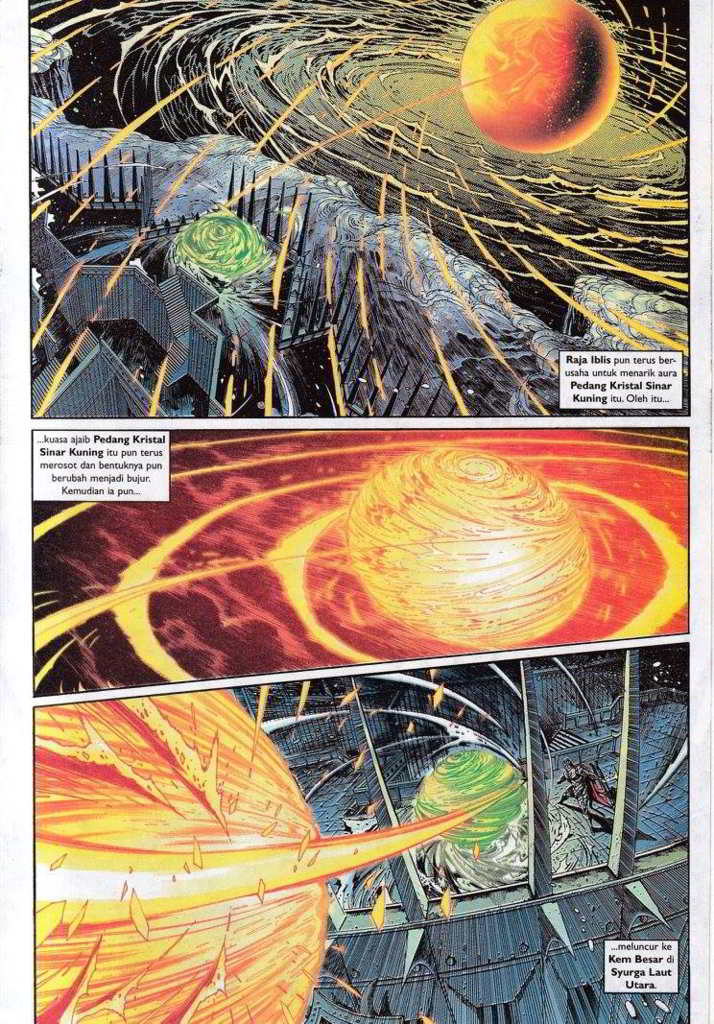 Raja Iblis pun terus ber-
usaha untuk menarik aura
Pedang Kristal Sinar
Kuning itu. Oleh itu...
...kuasa ajaib Pedang Kristal
Sinar Kuning itu pun terus
merosot dan bentuknya pun
berubah menjadi bujur.
Kemudian ia pun...
...meluncur ke
Kem Besar di
Syurga Laut
Utara.